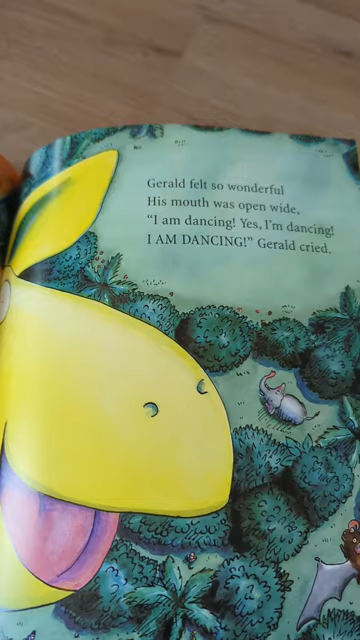 Gerald felt so wonderful
His mouth was open wide,
“I am dancing! Yes, I’m dancing!
I AM DANCING!” Gerald cried.